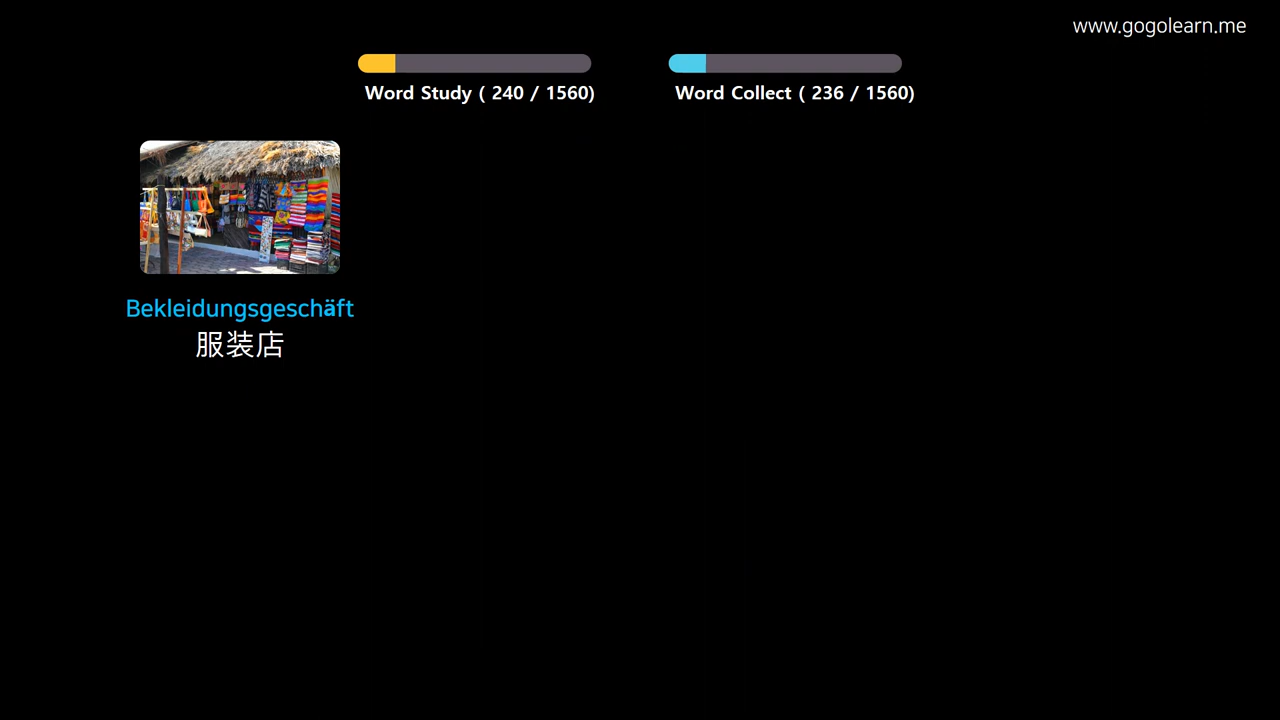 www.gogolearn.me
Word Study ( 240 / 1560)
Word Collect ( 236 / 1560)
Bekleidungsgeschäft
服装店